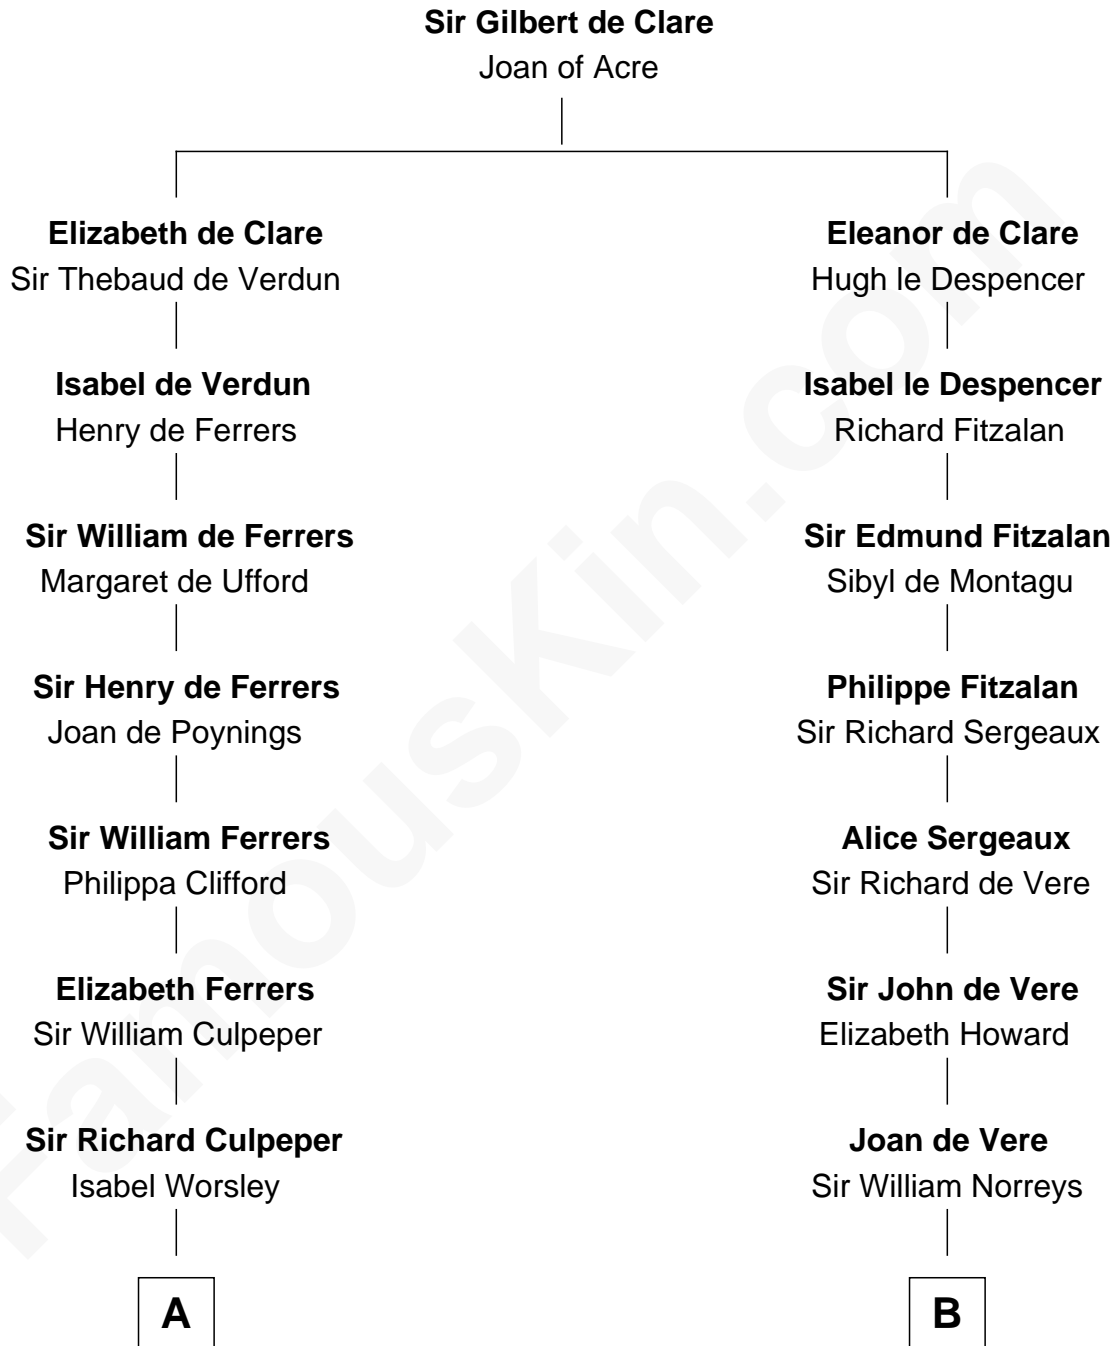 Sir Gilbert de Clare
Joan of Acre
Elizabeth de Clare
Sir Thebaud de Verdun
Eleanor de Clare
Hugh le Despencer
Isabel de Verdun
Henry de Ferrers
Isabel le Despencer
Richard Fitzalan
Sir William de Ferrers
Margaret de Ufford
Sir Edmund Fitzalan
Sibyl de Montagu
Sir Henry de Ferrers
Joan de Poynings
Philippe Fitzalan
Sir Richard Sergeaux
Sir William Ferrers
Philippa Clifford
Alice Sergeaux
Sir Richard de Vere
Elizabeth Ferrers
Sir William Culpeper
Sir John de Vere
Elizabeth Howard
Sir Richard Culpeper
Isabel Worsley
Joan de Vere
Sir William Norreys
A
B
FamousKin.com